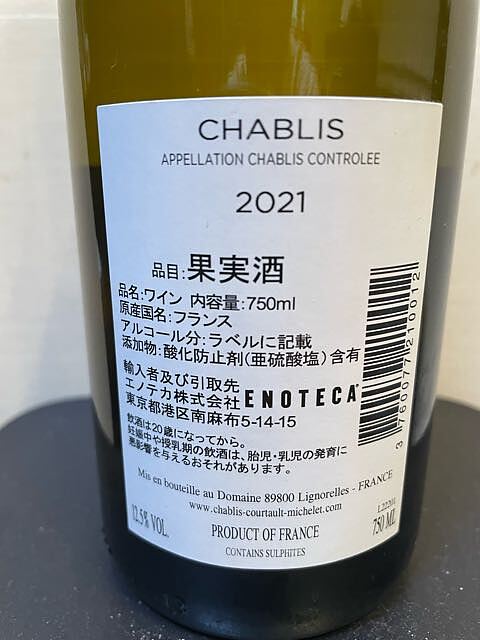 CHABLIS
APPELLATION CHABLIS CONTROLEE
2021
品目:果実酒
品名:ワイン 内容量:750ml
原産国名:フランス
アルコール分:ラベルに記載
添加物:酸化防止剤(亜硫酸塩)含有
輸入者及び引取先
エノテカ株式会社 ENOTECA
東京都港区南麻布5-14-15
飲酒は20歳になってから。
妊娠中や授乳期の飲酒は、胎児・乳児の発育に
悪影響を与えるおそれがあります。
Mis en bouteille au Domaine 89800 Lignorelles - FRANCE
www.chablis-courtault-michelet.com
12.5% VOL.
PRODUCT OF FRANCE
750 ML
CONTAINS SULPHITES